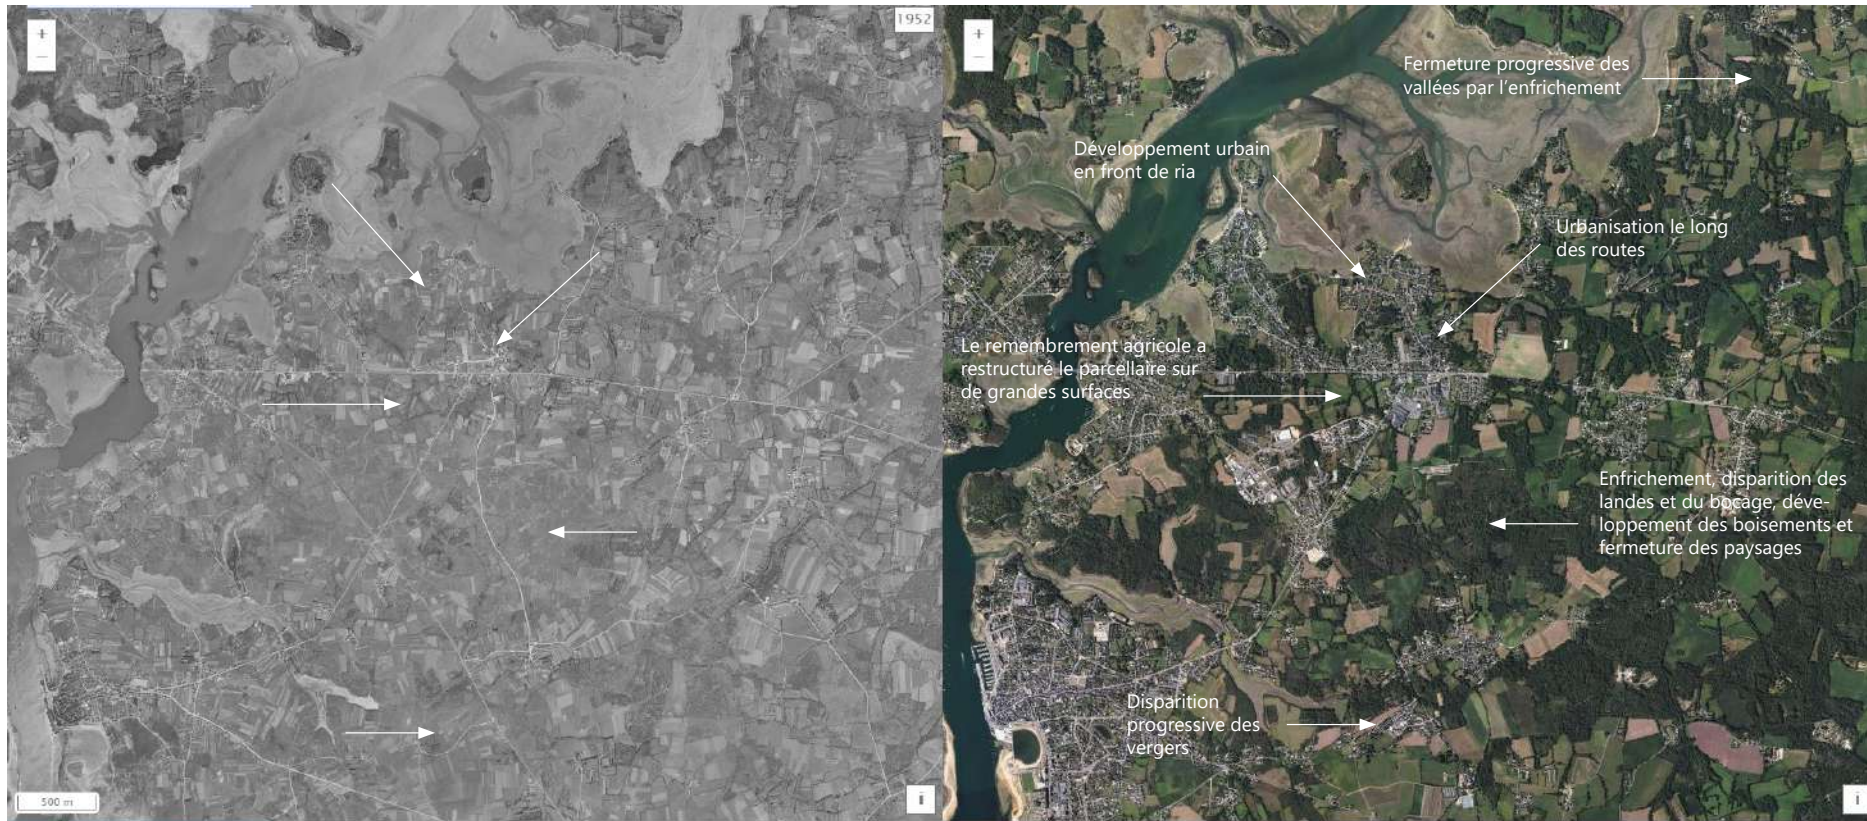 1952
+
−
500 m
i
+
−
Fermeture progressive des
vallées par l'enfrichement
Développement urbain
en front de ria
Urbanisation le long
des routes
Le remembrement agricole a
restructuré le parcellaire sur
de grandes surfaces
Enfrichement, disparition des
landes et du bocage, déve-
loppement des boisements et
fermeture des paysages
Disparition
progressive des
vergers
i